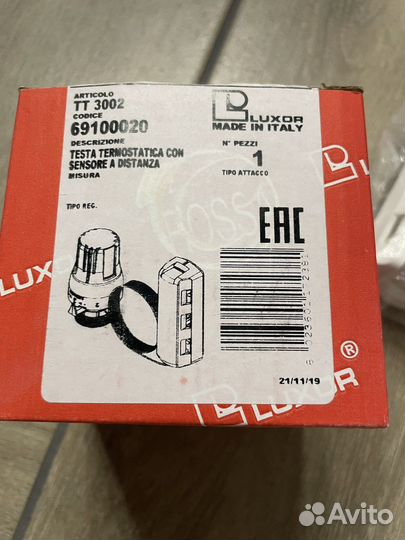 ARTICOLO
TT 3002
CODICE
69100020
DESCRIZIONE
TESTA TERMOSTATICA CON
SENSORE A DISTANZA
MISURA
TIPO REG.
LUXOR
MADE IN ITALY
N° PEZZI
1
TIPO ATTACCO
EAC
21/11/19
LUXOR
LUXOR®
Avito